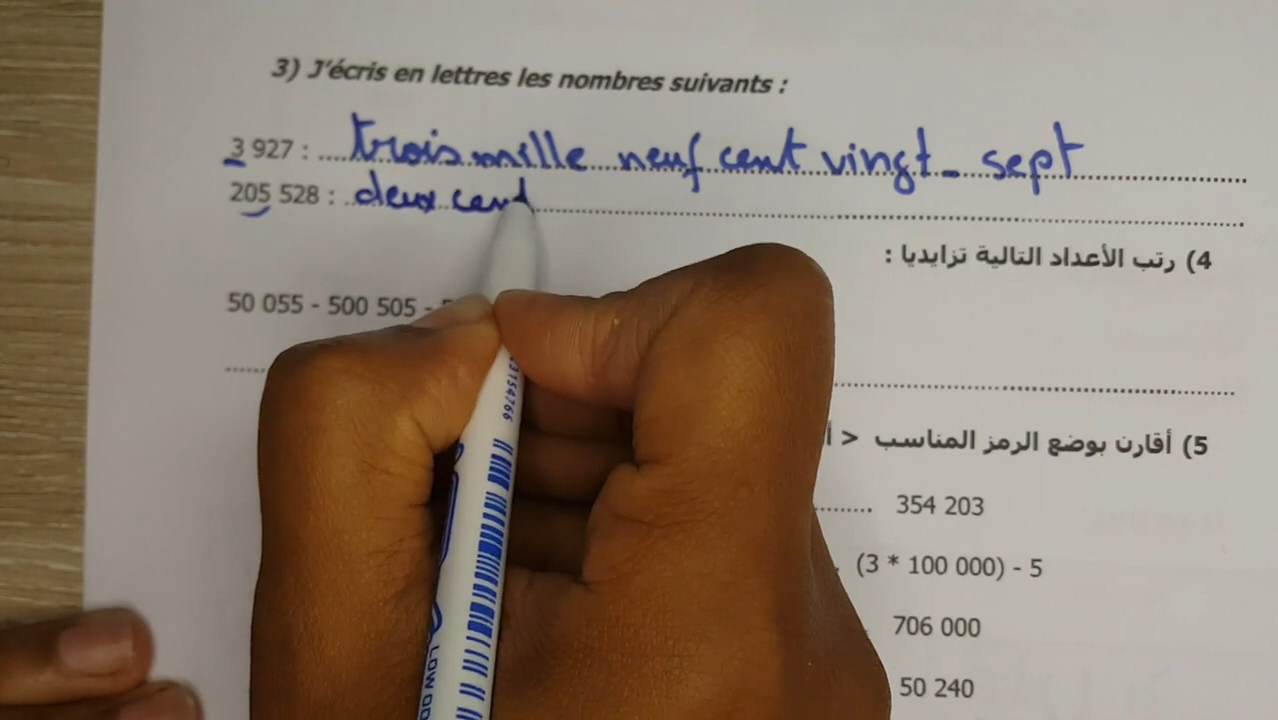 3) J'écris en lettres les nombres suivants :
3 927 : trois mille neuf cent vingt-sept
205 528 : deux cent
4) رتب الأعداد التالية تزايديا :
50 055 - 500 505 -
5) أقارن بوضع الرمز المناسب < أ
354 203
(3 * 100 000) - 5
706 000
50 240
3154766
LOW